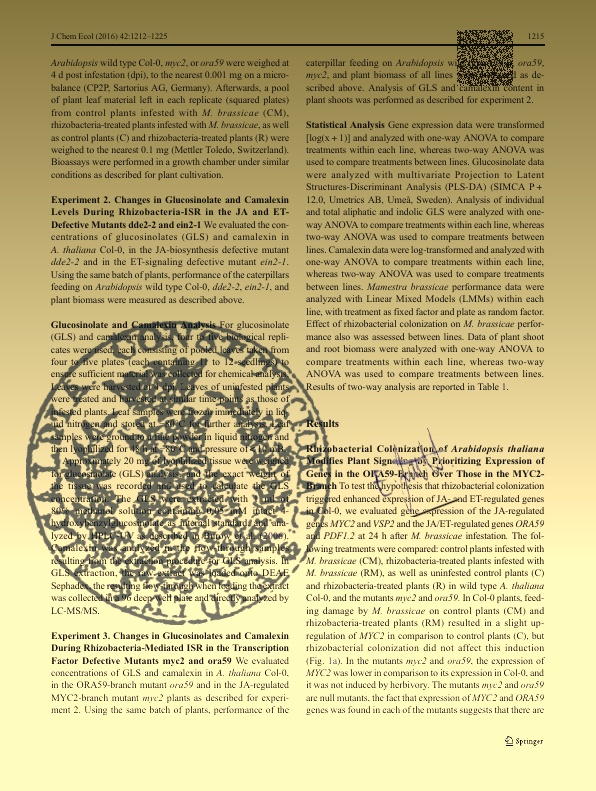 J Chem Ecol (2016) 42:1212–1225
1215
Arabidopsis wild type Col-0, myc2, or ora59 were weighed at
4 d post infestation (dpi), to the nearest 0.001 mg on a micro-
balance (CP2P, Sartorius AG, Germany). Afterwards, a pool
of plant leaf material left in each replicate (squared plates)
from control plants infested with M. brassicae (CM),
rhizobacteria-treated plants infested with M. brassicae, as well
as control plants (C) and rhizobacteria-treated plants (R) were
weighed to the nearest 0.1 mg (Mettler Toledo, Switzerland).
Bioassays were performed in a growth chamber under similar
conditions as described for plant cultivation.
Experiment 2. Changes in Glucosinolate and Camalexin
Levels During Rhizobacteria-ISR in the JA and ET-
Defective Mutants dde2-2 and ein2-1 We evaluated the con-
centrations of glucosinolates (GLS) and camalexin in
A. thaliana Col-0, in the JA-biosynthesis defective mutant
dde2-2 and in the ET-signaling defective mutant ein2-1.
Using the same batch of plants, performance of the caterpillars
feeding on Arabidopsis wild type Col-0, dde2-2, ein2-1, and
plant biomass were measured as described above.
Glucosinolate and Camalexin Analysis For glucosinolate
(GLS) and camalexin analysis, four to five biological repli-
cates were used, each consisting of pooled leaves taken from
four to five plates (each containing 11 to 12 seedlings) to
ensure sufficient material was collected for chemical analysis.
Leaves were harvested at 4 dpi. Leaves of uninfested plants
were treated and harvested at similar time points as those of
infested plants. Leaf samples were frozen immediately in liq-
uid nitrogen and stored at −80 °C for further analysis. Leaf
samples were ground to a fine powder in liquid nitrogen and
then lyophilized for 48 h at −80 °C and pressure of <10 mB.
Approximately 20 mg of lyophilized tissue were weighed
for glucosinolate (GLS) analysis, and the exact weight of
the tissue was recorded and used to calculate the GLS
concentration. The GLS were extracted with 1 ml of
80% methanol solution containing 0.05 mM intact 4-
hydroxybenzylglucosinolate as internal standard and ana-
lyzed by HPLC-UV as described in Burow et al. (2006).
Camalexin was analyzed in the flow-through samples
resulting from the extraction procedure for GLS analysis. In
GLS extraction, the raw extract was loaded onto DEAE
Sephadex, the resulting flow-through when loading the extract
was collected in a 96 deep well plate and directly analyzed by
LC-MS/MS.
Experiment 3. Changes in Glucosinolates and Camalexin
During Rhizobacteria-Mediated ISR in the Transcription
Factor Defective Mutants myc2 and ora59 We evaluated
concentrations of GLS and camalexin in A. thaliana Col-0,
in the ORA59-branch mutant ora59 and in the JA-regulated
MYC2-branch mutant myc2 plants as described for experi-
ment 2. Using the same batch of plants, performance of the
caterpillar feeding on Arabidopsis ora59,
myc2, and plant biomass of all lines as de-
scribed above. Analysis of GLS and camalexin content in
plant shoots was performed as described for experiment 2.
Statistical Analysis Gene expression data were transformed
[log(x + 1)] and analyzed with one-way ANOVA to compare
treatments within each line, whereas two-way ANOVA was
used to compare treatments between lines. Glucosinolate data
were analyzed with multivariate Projection to Latent
Structures-Discriminant Analysis (PLS-DA) (SIMCA P +
12.0, Umetrics AB, Umeå, Sweden). Analysis of individual
and total aliphatic and indolic GLS were analyzed with one-
way ANOVA to compare treatments within each line, whereas
two-way ANOVA was used to compare treatments between
lines. Camalexin data were log-transformed and analyzed with
one-way ANOVA to compare treatments within each line,
whereas two-way ANOVA was used to compare treatments
between lines. Mamestra brassicae performance data were
analyzed with Linear Mixed Models (LMMs) within each
line, with treatment as fixed factor and plate as random factor.
Effect of rhizobacterial colonization on M. brassicae perfor-
mance also was assessed between lines. Data of plant shoot
and root biomass were analyzed with one-way ANOVA to
compare treatments within each line, whereas two-way
ANOVA was used to compare treatments between lines.
Results of two-way analysis are reported in Table 1.
Results
Rhizobacterial Colonization of Arabidopsis thaliana
Modifies Plant Signaling by Prioritizing Expression of
Genes in the ORA59-Branch Over Those in the MYC2-
Branch To test the hypothesis that rhizobacterial colonization
triggered enhanced expression of JA- and ET-regulated genes
in Col-0, we evaluated gene expression of the JA-regulated
genes MYC2 and VSP2 and the JA/ET-regulated genes ORA59
and PDF1.2 at 24 h after M. brassicae infestation. The fol-
lowing treatments were compared: control plants infested with
M. brassicae (CM), rhizobacteria-treated plants infested with
M. brassicae (RM), as well as uninfested control plants (C)
and rhizobacteria-treated plants (R) in wild type A. thaliana
Col-0, and the mutants myc2 and ora59. In Col-0 plants, feed-
ing damage by M. brassicae on control plants (CM) and
rhizobacteria-treated plants (RM) resulted in a slight up-
regulation of MYC2 in comparison to control plants (C), but
rhizobacterial colonization did not affect this induction
(Fig. 1a). In the mutants myc2 and ora59, the expression of
MYC2 was lower in comparison to its expression in Col-0, and
it was not induced by herbivory. The mutants myc2 and ora59
are null mutants, the fact that expression of MYC2 and ORA59
genes was found in each of the mutants suggests that there are
Springer